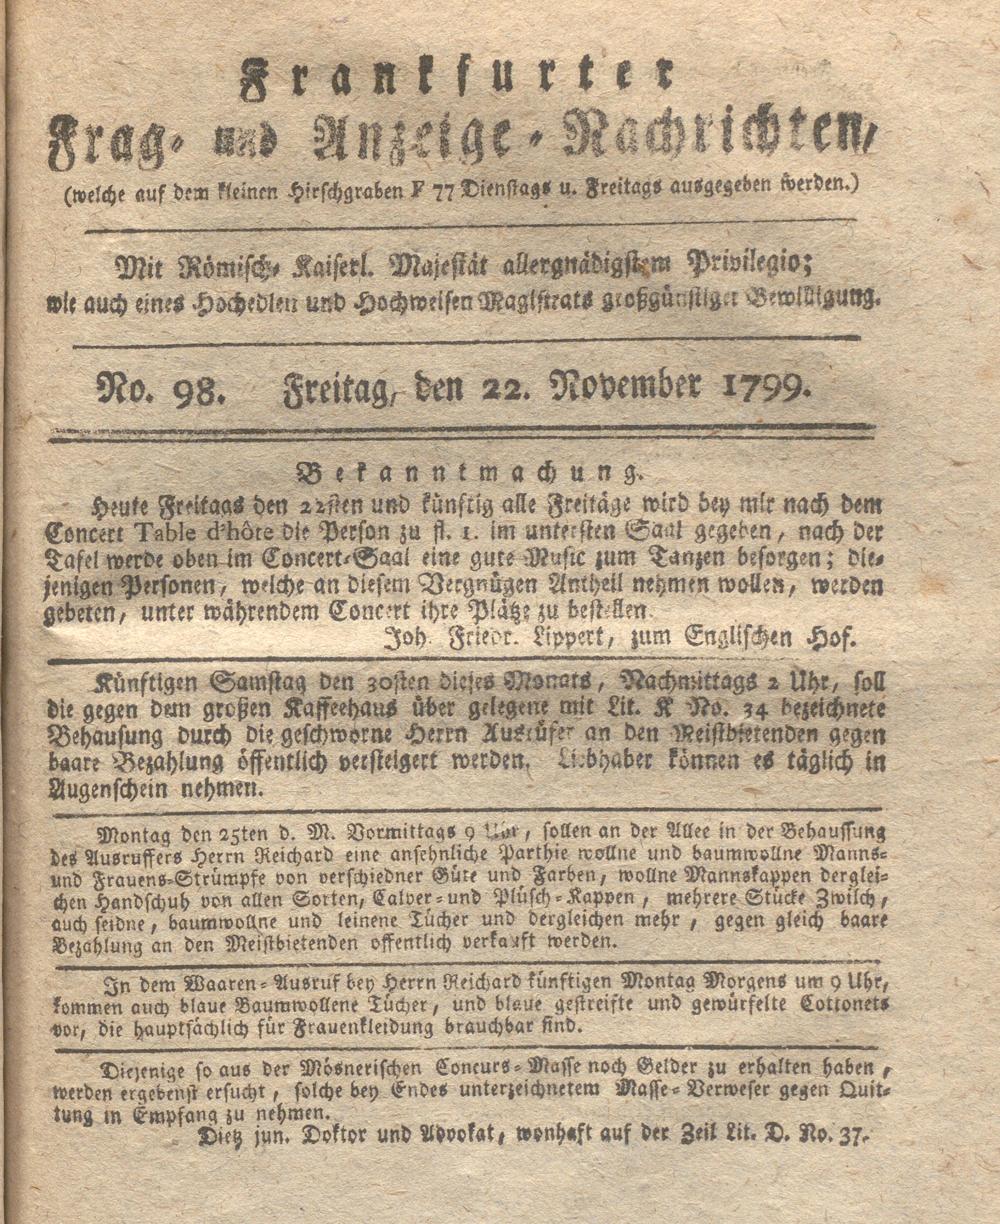 Frankfurter
Frag- und Anzeige-Nachrichten,
(welche auf dem kleinen Hirschgraben F 77 Dienstags u. Freitags ausgegeben werden.)
Mit Römisch- Kaiserl. Majestät allergnädigstem Privilegio;
wie auch eines Hochedlen und Hochweisen Magistrats großgünstiger Bewilligung.
No. 98. Freitag, den 22. November 1799.
Bekanntmachung.
Heute Freitags den 22sten und künftig alle Freitäge wird bey mir nach dem
Concert Table d'hôte die Person zu fl. 1. im untersten Saal gegeben, nach der
Tafel werde oben im Concert-Saal eine gute Music zum Tanzen besorgen; die-
jenigen Personen, welche an diesem Vergnügen Antheil nehmen wollen, werden
gebeten, unter währendem Concert ihre Plätze zu bestellen.
Joh. Friedr. Lippert, zum Englischen Hof.
Künftigen Samstag den 30sten dieses Monats, Nachmittags 2 Uhr, soll
die gegen dem großen Kaffeehaus über gelegene mit Lit. K No. 34 bezeichnete
Behausung durch die geschworne Herrn Ausrüfer an den Meistbietenden gegen
baare Bezahlung öffentlich versteigert werden. Liebhaber können es täglich in
Augenschein nehmen.
Montag den 25ten d. M. Vormittags 9 Uhr, sollen an der Allee in der Behaussung
des Ausruffers Herrn Reichard eine ansehnliche Parthie wollne und baumwollne Manns-
und Frauens-Strümpfe von verschiedner Güte und Farben, wollne Mannskappen derglei-
chen Handschuh von allen Sorten, Calver- und Plüsch-Kappen, mehrere Stücke Zwilch,
auch seidne, baumwollne und leinene Tücher und dergleichen mehr, gegen gleich baare
Bezahlung an den Meistbietenden offentlich verkauft werden.
In dem Waaren-Ausruf bey Herrn Reichard künftigen Montag Morgens um 9 Uhr,
kommen auch blaue Baumwollene Tücher, und blaue gestreifte und gewürfelte Cottonets
vor, die hauptsächlich für Frauenkleidung brauchbar sind.
Diejenige so aus der Mösnerischen Concurs-Masse noch Gelder zu erhalten haben,
werden ergebenst ersucht, solche bey Endes unterzeichnetem Masse-Verweser gegen Quit-
tung in Empfang zu nehmen.
Dietz jun. Doktor und Advokat, wonhaft auf der Zeil Lit. D. No. 37.